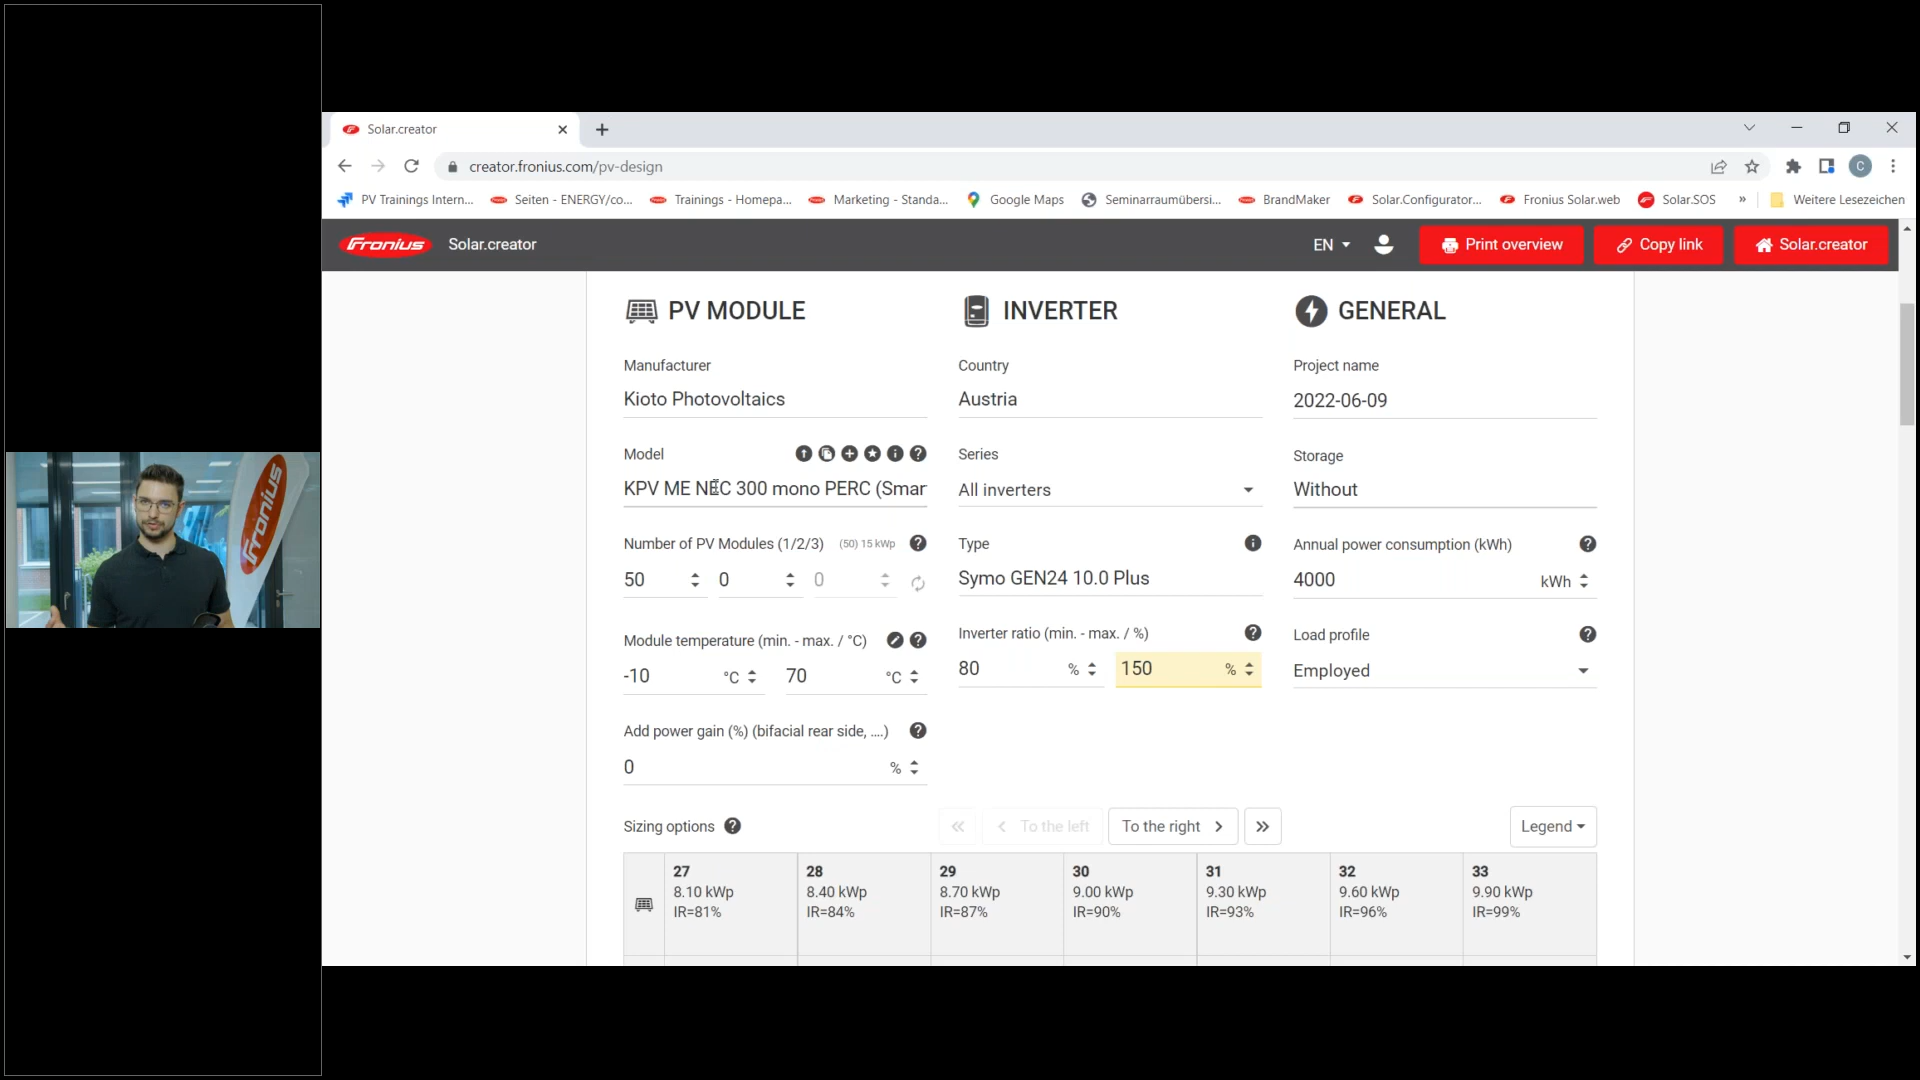 Solar.creator
creator.fronius.com/pv-design
C
PV Trainings Intern...
Seiten - ENERGY/co...
Trainings - Homepa...
Marketing - Standa...
Google Maps
Seminarraumübersi...
BrandMaker
Solar.Configurator...
Fronius Solar.web
Solar.SOS
»
Weitere Lesezeichen
Fronius
Solar.creator
EN
Print overview
Copy link
Solar.creator
PV MODULE
INVERTER
GENERAL
Manufacturer
Country
Project name
Kioto Photovoltaics
Austria
2022-06-09
Model
Series
Storage
KPV ME NEC 300 mono PERC (Smar
All inverters
Without
Number of PV Modules (1/2/3)
(50) 15 kWp
Type
Annual power consumption (kWh)
50
0
0
Symo GEN24 10.0 Plus
4000
kWh
Module temperature (min. - max. / °C)
Inverter ratio (min. - max. / %)
Load profile
-10
°C
70
°C
80
%
150
%
Employed
Add power gain (%) (bifacial rear side, ....)
0
%
Sizing options
To the left
To the right
Legend
27
8.10 kWp
IR=81%
28
8.40 kWp
IR=84%
29
8.70 kWp
IR=87%
30
9.00 kWp
IR=90%
31
9.30 kWp
IR=93%
32
9.60 kWp
IR=96%
33
9.90 kWp
IR=99%
Fronius